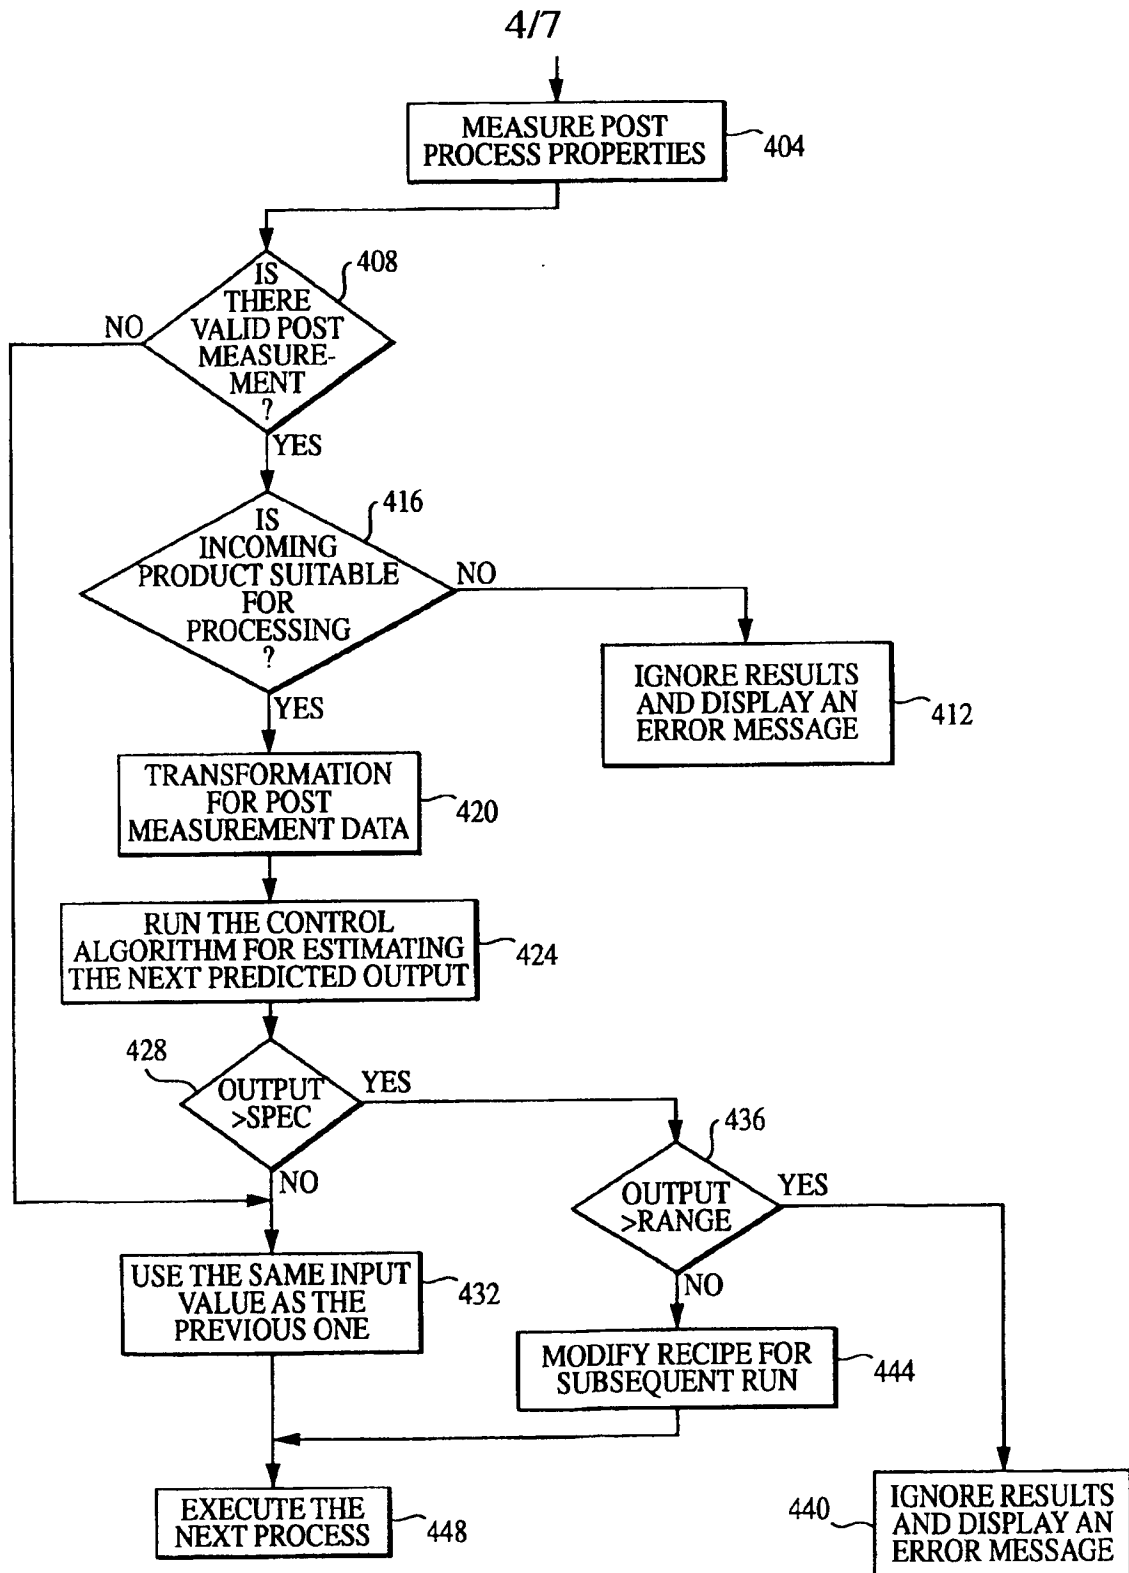 4/7
MEASURE POST
PROCESS PROPERTIES
404
IS
THERE
VALID POST
MEASURE-
MENT
?
408
NO
YES
IS
INCOMING
PRODUCT SUITABLE
FOR
PROCESSING
?
416
NO
YES
IGNORE RESULTS
AND DISPLAY AN
ERROR MESSAGE
412
TRANSFORMATION
FOR POST
MEASUREMENT DATA
420
RUN THE CONTROL
ALGORITHM FOR ESTIMATING
THE NEXT PREDICTED OUTPUT
424
428
OUTPUT
>SPEC
YES
NO
436
OUTPUT
>RANGE
YES
NO
USE THE SAME INPUT
VALUE AS THE
PREVIOUS ONE
432
MODIFY RECIPE FOR
SUBSEQUENT RUN
444
EXECUTE THE
NEXT PROCESS
448
440
IGNORE RESULTS
AND DISPLAY AN
ERROR MESSAGE